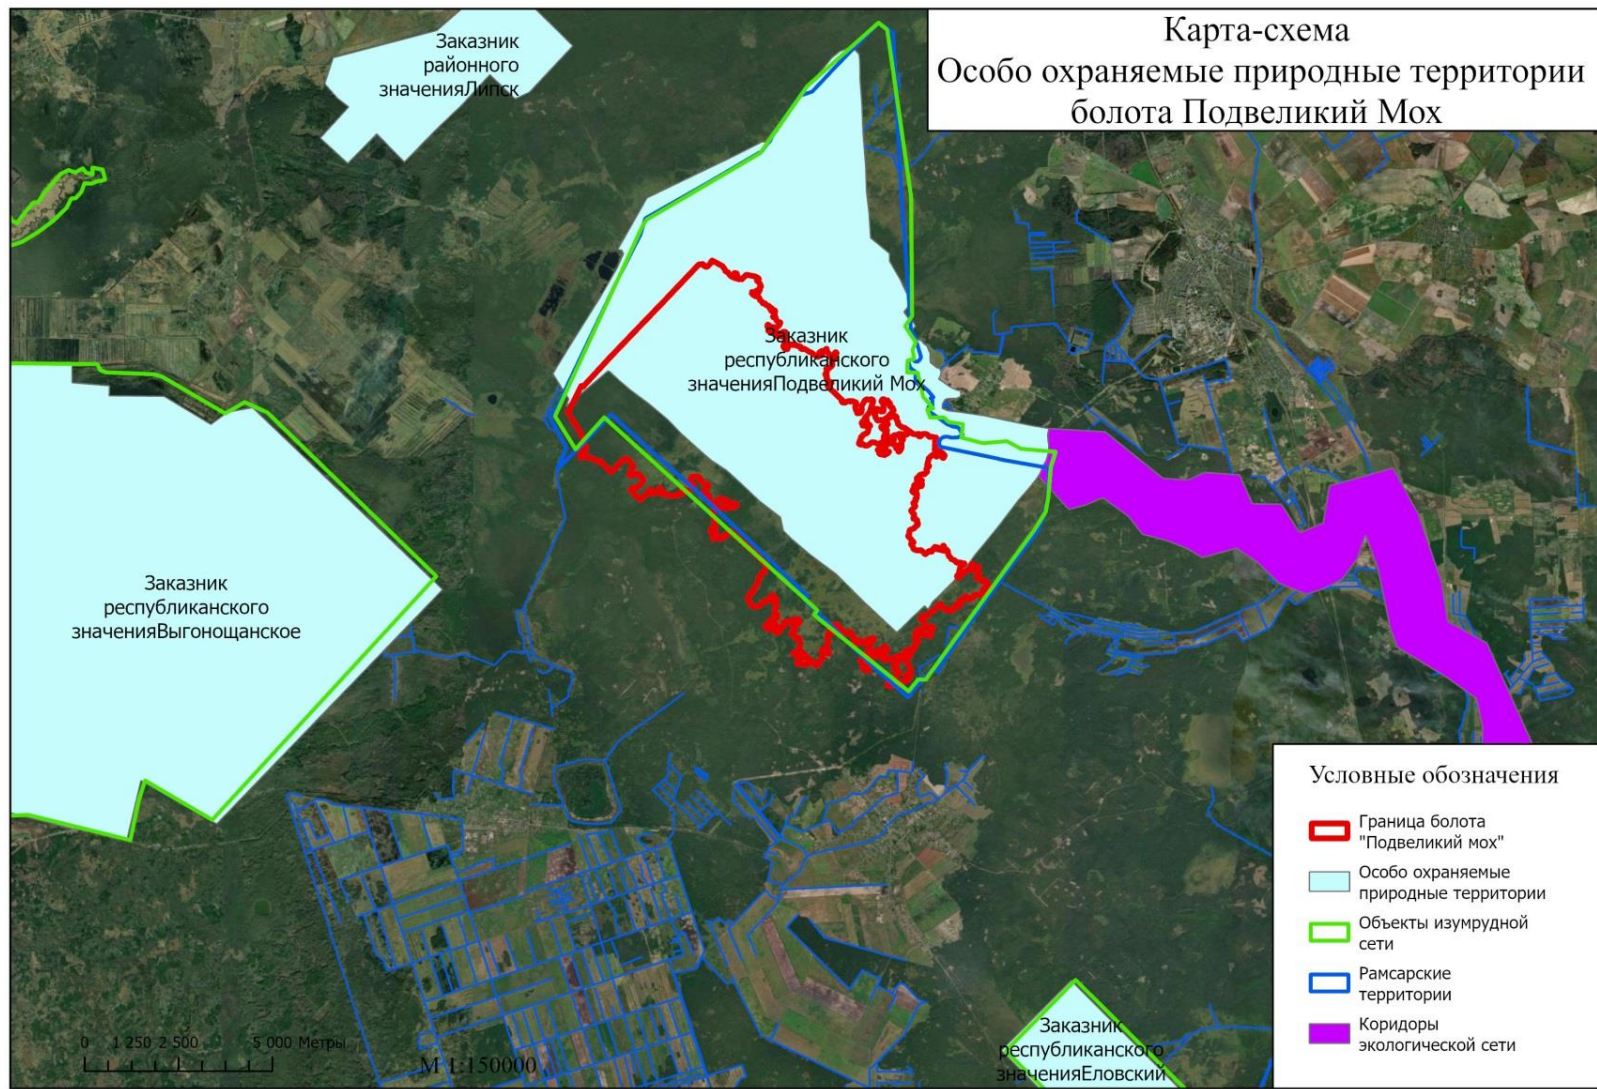 Карта-схема
Особо охраняемые природные территории
болота Подвеликий Мох
Заказник
районного
значенияЛипск
Заказник
республиканского
значенияПодвеликий Мох
Заказник
республиканского
значенияВыгонощанское
Заказник
республиканского
значенияЕловский
Условные обозначения
Граница болота
"Подвеликий мох"
Особо охраняемые
природные территории
Объекты изумрудной
сети
Рамсарские
территории
Коридоры
экологической сети
0 1 250 2 500 5 000 Метры
М 1:150000